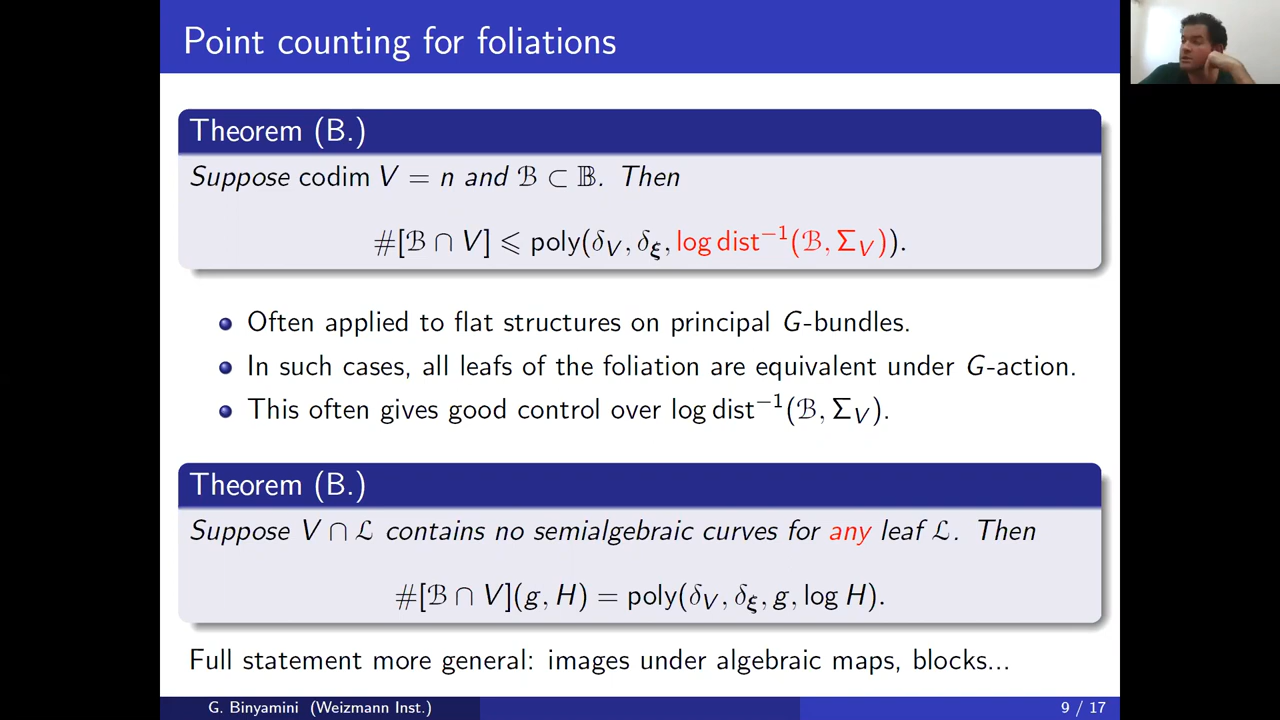 Point counting for foliations
Theorem (B.)
Suppose codim V = n and ℬ ⊂ 𝔹. Then
#[ℬ ∩ V] ⩽ poly(δ_V, δ_ξ, log dist⁻¹(ℬ, Σ_V)).
Often applied to flat structures on principal G-bundles.
In such cases, all leafs of the foliation are equivalent under G-action.
This often gives good control over log dist⁻¹(ℬ, Σ_V).
Theorem (B.)
Suppose V ∩ ℒ contains no semialgebraic curves for any leaf ℒ. Then
#[ℬ ∩ V](g, H) = poly(δ_V, δ_ξ, g, log H).
Full statement more general: images under algebraic maps, blocks...
G. Binyamini (Weizmann Inst.)
9 / 17